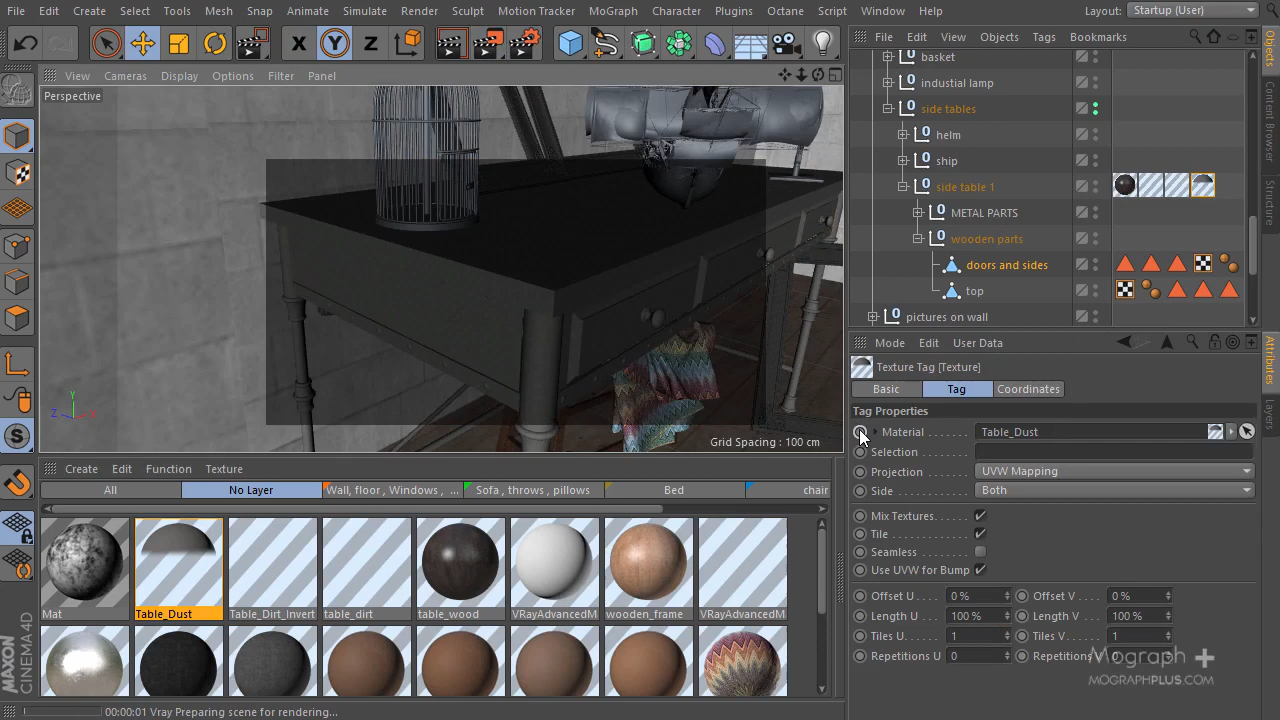 File Edit Create Select Tools Mesh Snap Animate Simulate Render Sculpt Motion Tracker MoGraph Character Plugins Octane Script Window Help Layout: Startup (User)
X Y Z
View Cameras Display Options Filter Panel
Perspective
Y
Z X
Grid Spacing : 100 cm
File Edit View Objects Tags Bookmarks
basket
industial lamp
side tables
helm
ship
side table 1
METAL PARTS
wooden parts
doors and sides
top
pictures on wall
Objects
Content Browser
Structure
Create Edit Function Texture
All No Layer Wall, floor , Windows , ... Sofa , throws , pillows Bed chair
Mat Table_Dust Table_Dirt_Invert table_dirt table_wood VRayAdvancedM wooden_frame VRayAdvancedM
Mode Edit User Data
Texture Tag [Texture]
Basic Tag Coordinates
Tag Properties
Material . . . . . . . Table_Dust
Selection . . . . . . .
Projection . . . . . . UVW Mapping
Side . . . . . . . . . . Both
Mix Textures.
Tile . . . . . . . . . .
Seamless . . . . . .
Use UVW for Bump
Offset U . . 0 % Offset V . . 0 %
Length U . . 100 % Length V . . 100 %
Tiles U. . . . 1 Tiles V . . . 1
Repetitions U 0 Repetitions 0
Attributes
Layers
Mograph +
MOGRAPHPLUS.COM
MAXON
CINEMA 4D
00:00:01 Vray Preparing scene for rendering...